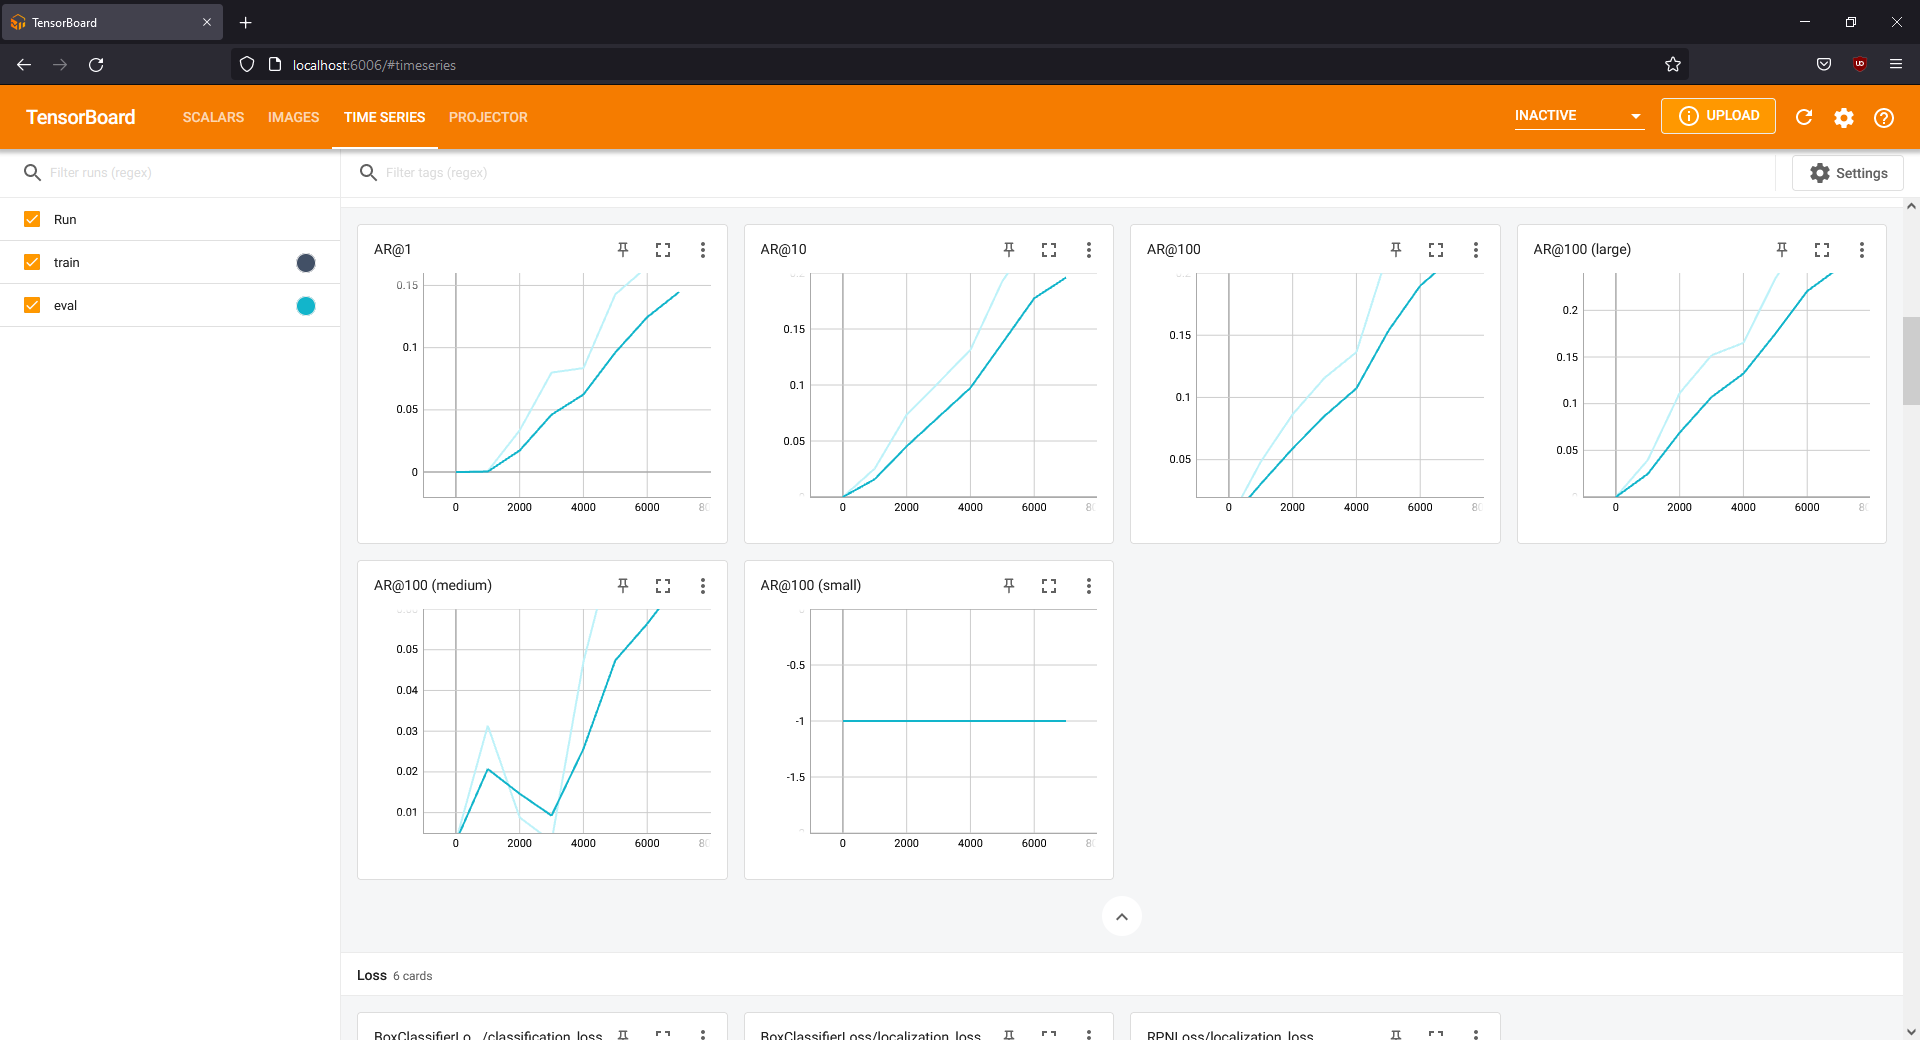 TensorBoard
localhost:6006/#timeseries
TensorBoard SCALARS IMAGES TIME SERIES PROJECTOR INACTIVE UPLOAD
Filter runs (regex)
Filter tags (regex)
Settings
Run
train
eval
AR@1
0.15
0.1
0.05
0
0 2000 4000 6000
AR@10
0.15
0.1
0.05
0 2000 4000 6000
AR@100
0.15
0.1
0.05
0 2000 4000 6000
AR@100 (large)
0.2
0.15
0.1
0.05
0 2000 4000 6000
AR@100 (medium)
0.05
0.04
0.03
0.02
0.01
0 2000 4000 6000
AR@100 (small)
-0.5
-1
-1.5
0 2000 4000 6000
Loss 6 cards
BoxClassifierLo.../classification_loss
BoxClassifierLoss/localization_loss
RPNLoss/localization_loss